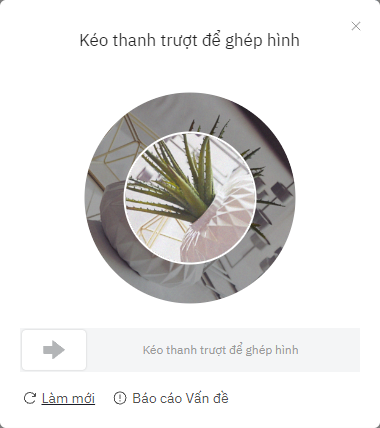 Kéo thanh trượt để ghép hình
Kéo thanh trượt để ghép hình
Làm mới
Báo cáo Vấn đề